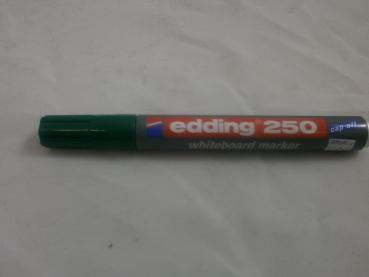 edding 250
cap off
whiteboard marker